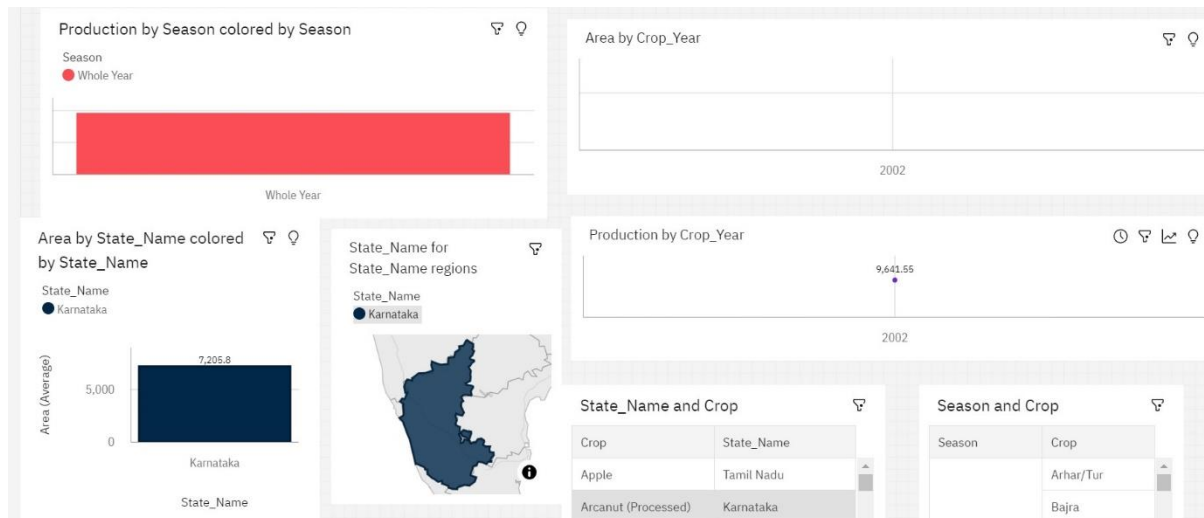 Production by Season colored by Season
Season
Whole Year
Whole Year
Area by Crop_Year
2002
Area by State_Name colored
by State_Name
State_Name
Karnataka
Area (Average)
7,205.8
5,000
0
Karnataka
State_Name
State_Name for
State_Name regions
State_Name
Karnataka
Production by Crop_Year
9,641.55
2002
State_Name and Crop
Crop State_Name
Apple Tamil Nadu
Arcanut (Processed) Karnataka
Season and Crop
Season Crop
Arhar/Tur
Bajra